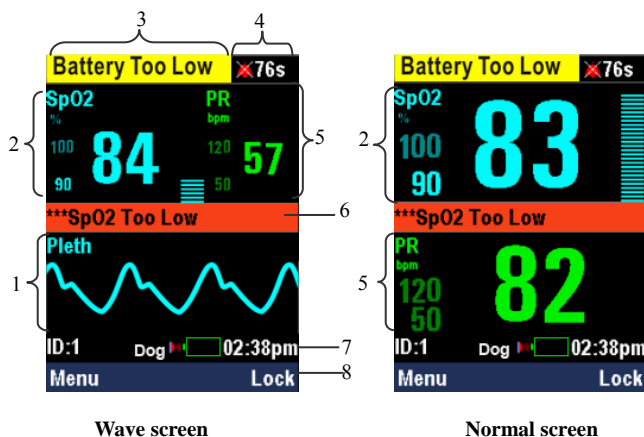 3 4
Battery Too Low 76s
SpO2 PR
% bpm
2 100 84 120 57 5
90 50
***SpO2 Too Low 6
Pleth
1
ID:1 Dog 02:38pm 7
Menu Lock 8
Wave screen
Battery Too Low 76s
SpO2
%
2 100 83
90
***SpO2 Too Low
PR
bpm
5 120 82
50
ID:1 Dog 02:38pm
Menu Lock
Normal screen